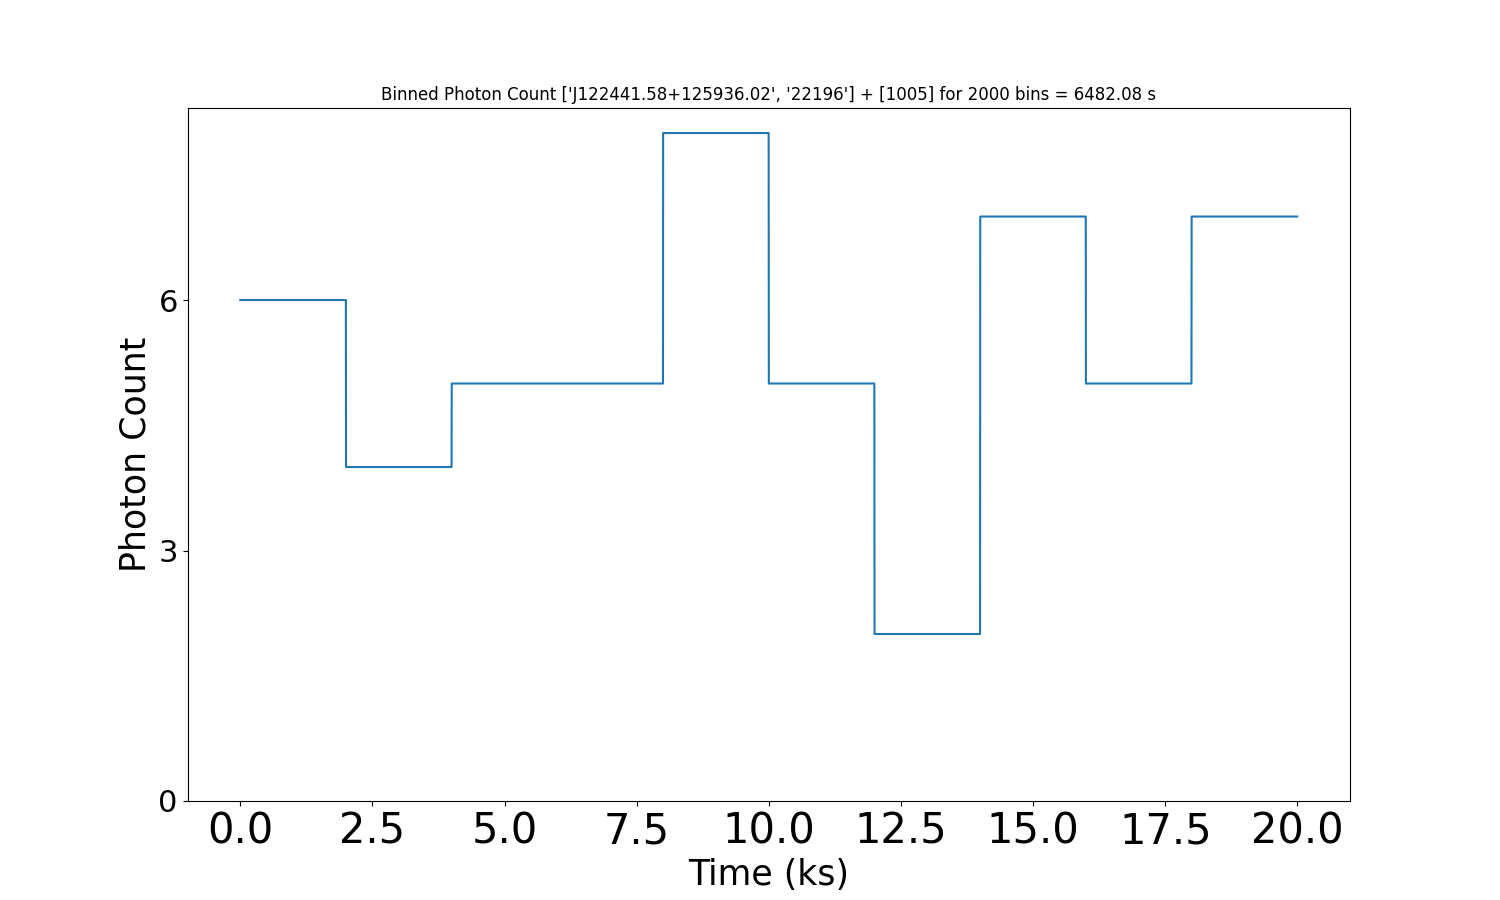 Binned Photon Count ['J122441.58+125936.02', '22196'] + [1005] for 2000 bins = 6482.08 s
6
3
0
Photon Count
0.0 2.5 5.0 7.5 10.0 12.5 15.0 17.5 20.0
Time (ks)